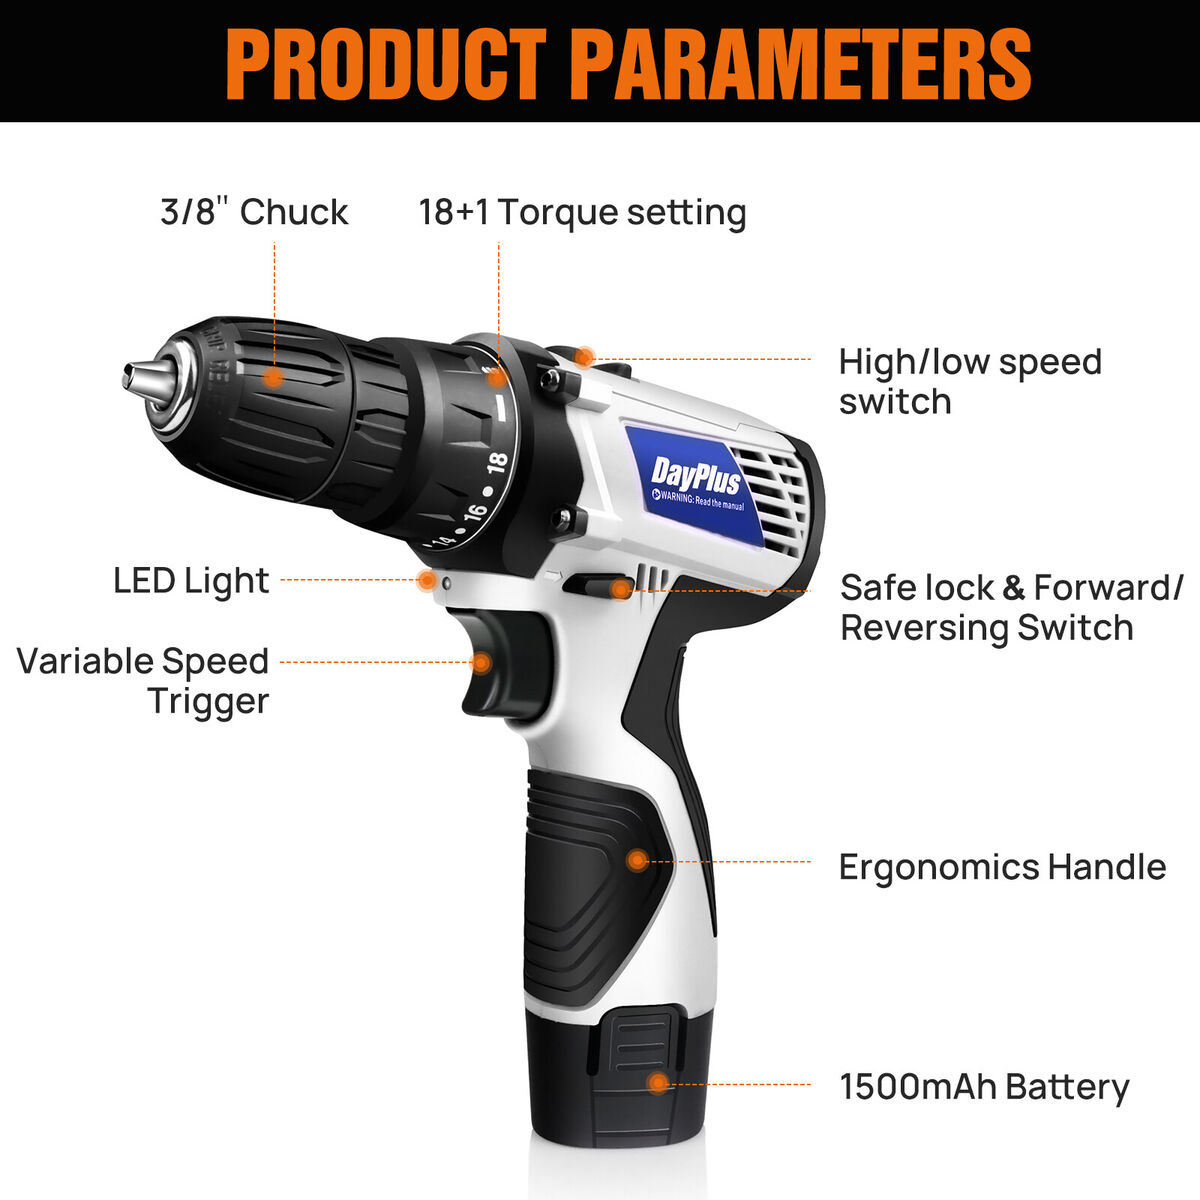 PRODUCT PARAMETERS
3/8" Chuck
18+1 Torque setting
High/low speed
switch
DayPlus
WARNING: Read the manual
18
16
14
LED Light
Safe lock & Forward/
Reversing Switch
Variable Speed
Trigger
Ergonomics Handle
1500mAh Battery